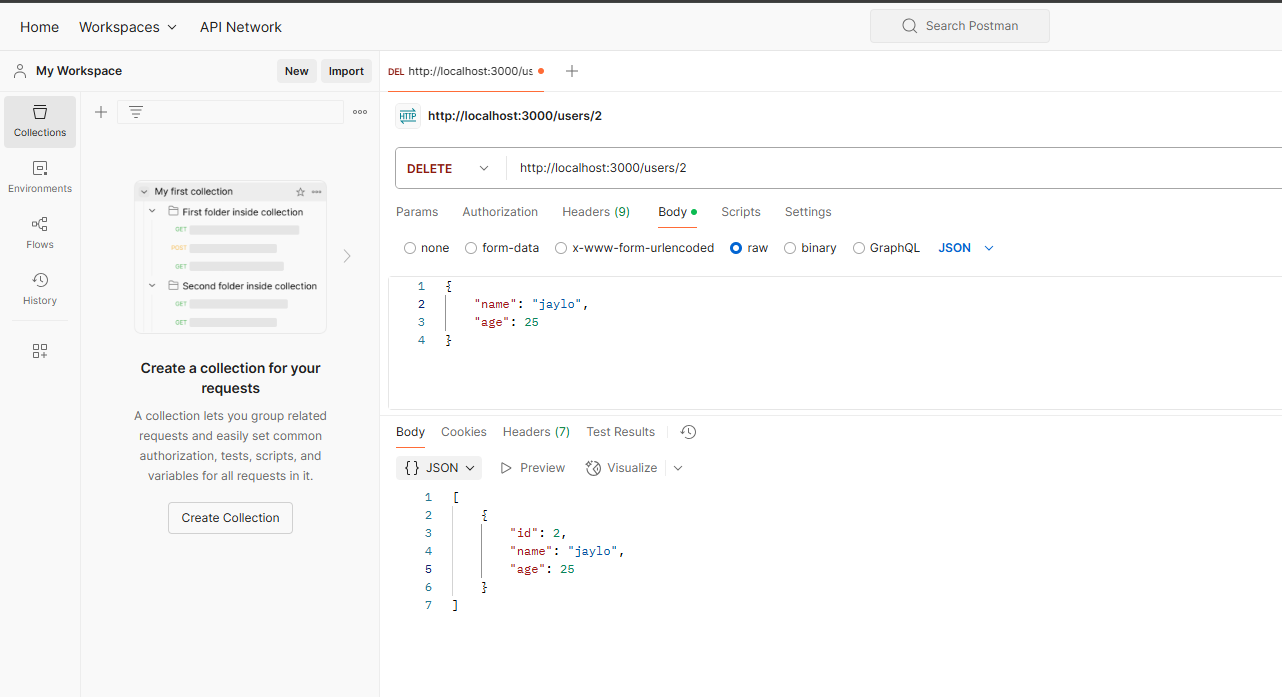 Home Workspaces API Network Search Postman
My Workspace New Import
DEL http://localhost:3000/us
Collections
Environments
Flows
History
My first collection
First folder inside collection
GET
POST
GET
Second folder inside collection
GET
GET
Create a collection for your
requests
A collection lets you group related
requests and easily set common
authorization, tests, scripts, and
variables for all requests in it.
Create Collection
HTTP http://localhost:3000/users/2
DELETE http://localhost:3000/users/2
Params Authorization Headers (9) Body Scripts Settings
none form-data x-www-form-urlencoded raw binary GraphQL JSON
1 {
2 "name": "jaylo",
3 "age": 25
4 }
Body Cookies Headers (7) Test Results
{} JSON Preview Visualize
1 [
2 {
3 "id": 2,
4 "name": "jaylo",
5 "age": 25
6 }
7 ]